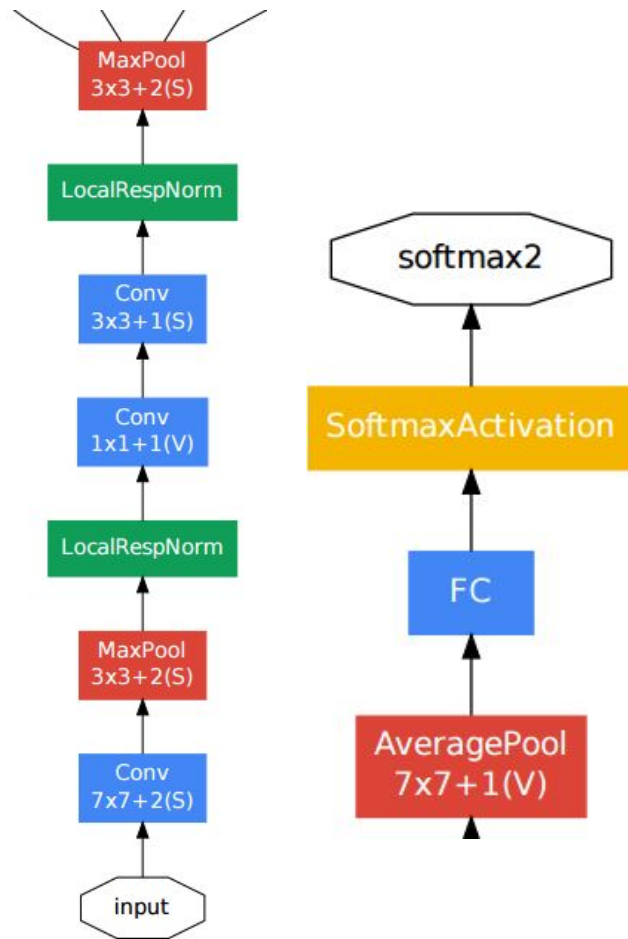 MaxPool
3x3+2(S)
LocalRespNorm
Conv
3x3+1(S)
Conv
1x1+1(V)
LocalRespNorm
MaxPool
3x3+2(S)
Conv
7x7+2(S)
input
softmax2
SoftmaxActivation
FC
AveragePool
7x7+1(V)